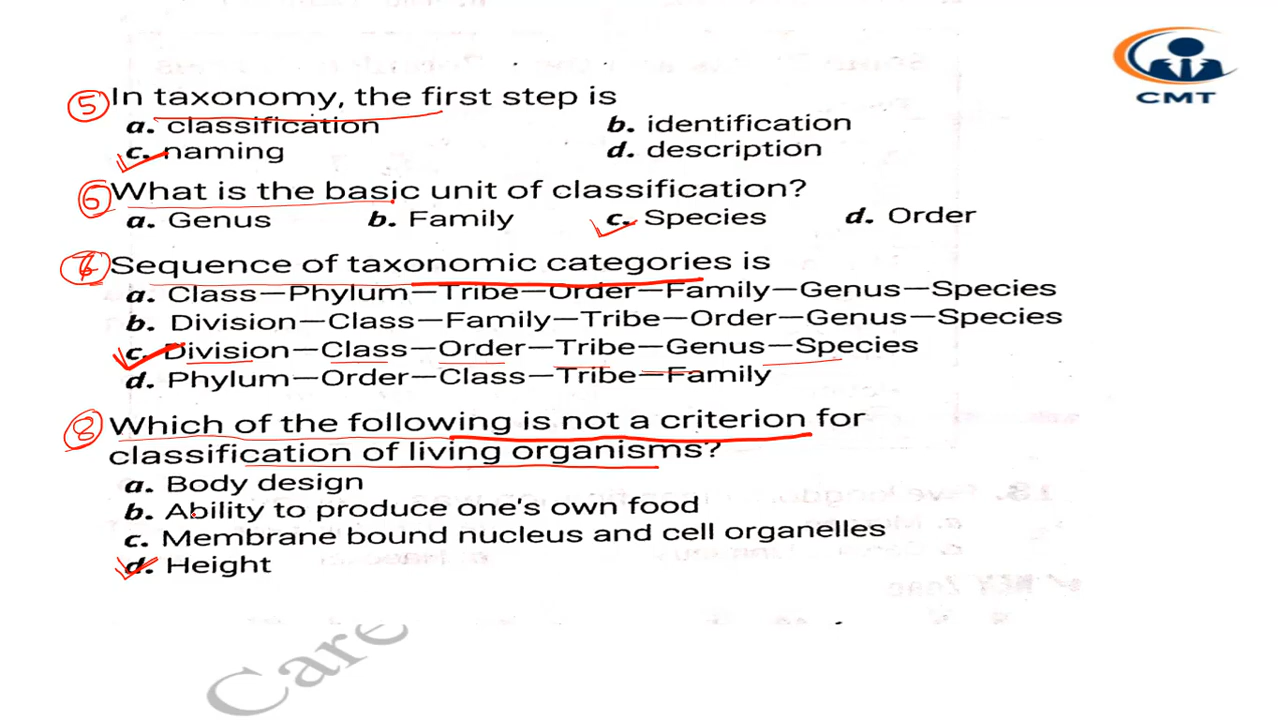 CMT
5 In taxonomy, the first step is
a. classification b. identification
c. naming d. description
6 What is the basic unit of classification?
a. Genus b. Family c. Species d. Order
Sequence of taxonomic categories is
a. Class—Phylum—Tribe—Order—Family—Genus—Species
b. Division—Class—Family—Tribe—Order—Genus—Species
c. Division—Class—Order—Tribe—Genus—Species
d. Phylum—Order—Class—Tribe—Family
8 Which of the following is not a criterion for
classification of living organisms?
a. Body design
b. Ability to produce one's own food
c. Membrane bound nucleus and cell organelles
d. Height
Care